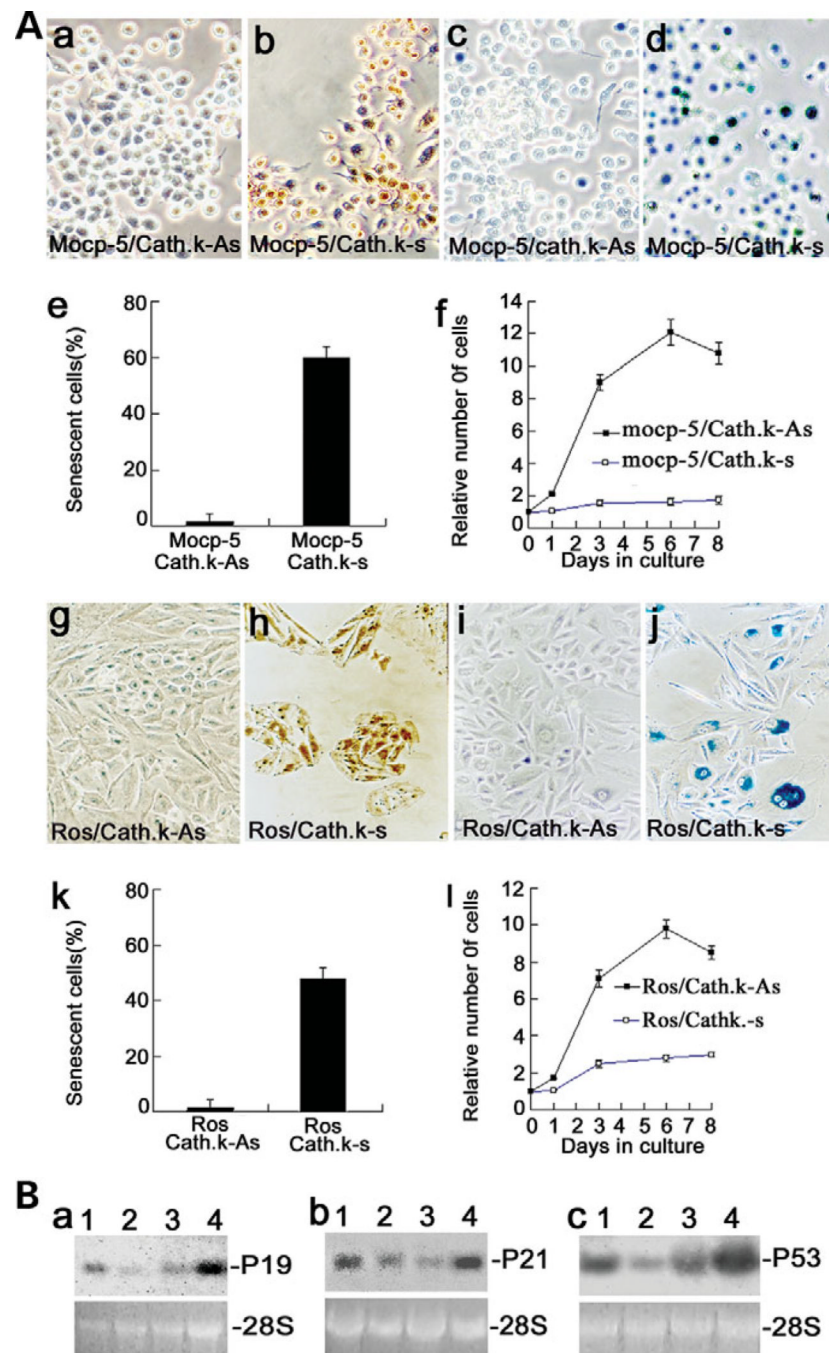 A
a
b
c
d
Mocp-5/Cath.k-As
Mocp-5/Cath.k-s
Mocp-5/cath.k-As
Mocp-5/Cath.k-s
e
Senescent cells(%)
80
60
40
20
0
Mocp-5
Cath.k-As
Mocp-5
Cath.k-s
f
Relative number 0f cells
14
12
10
8
6
4
2
0
mocp-5/Cath.k-As
mocp-5/Cath.k-s
0 1 2 3 4 5 6 7 8
Days in culture
g
h
i
j
Ros/Cath.k-As
Ros/Cath.k-s
Ros/Cath.k-As
Ros/Cath.k-s
k
Senescent cells(%)
80
60
40
20
0
Ros
Cath.k-As
Ros
Cath.k-s
l
Relative number 0f cells
12
10
8
6
4
2
0
Ros/Cath.k-As
Ros/Cathk.-s
0 1 2 3 4 5 6 7 8
Days in culture
B
a
1 2 3 4
-P19
-28S
b
1 2 3 4
-P21
-28S
c
1 2 3 4
-P53
-28S